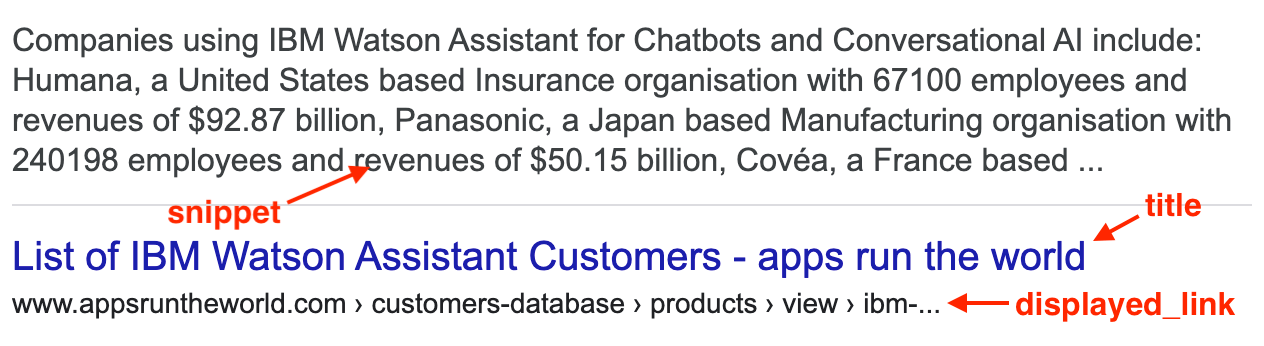 Companies using IBM Watson Assistant for Chatbots and Conversational AI include:
Humana, a United States based Insurance organisation with 67100 employees and
revenues of $92.87 billion, Panasonic, a Japan based Manufacturing organisation with
240198 employees and revenues of $50.15 billion, Covéa, a France based ...
snippet
title
List of IBM Watson Assistant Customers - apps run the world
www.appsruntheworld.com › customers-database › products › view › ibm-...
displayed_link